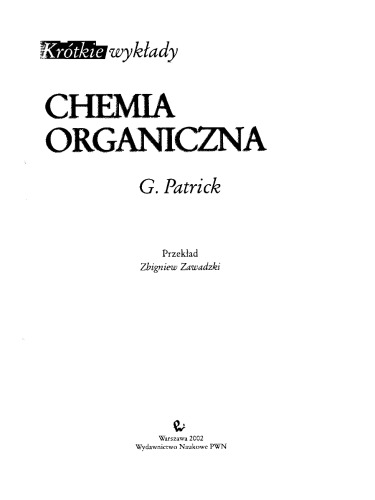 Krótkie wykłady
CHEMIA
ORGANICZNA
G. Patrick
Przekład
Zbigniew Zawadzki
Warszawa 2002
Wydawnictwo Naukowe PWN